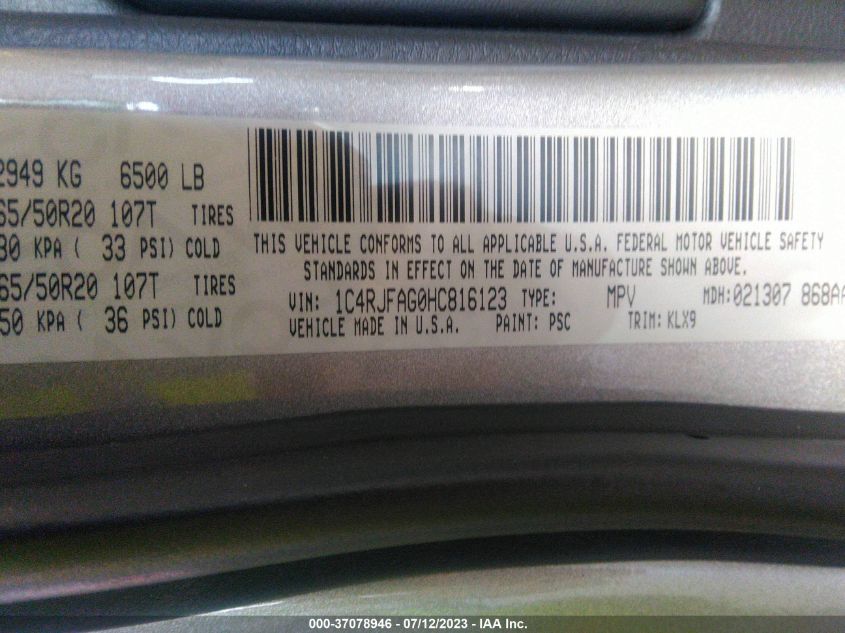 2949 KG 6500 LB
65/50R20 107T TIRES
30 KPA ( 33 PSI) COLD
65/50R20 107T TIRES
50 KPA ( 36 PSI) COLD
THIS VEHICLE CONFORMS TO ALL APPLICABLE U.S.A. FEDERAL MOTOR VEHICLE SAFETY
STANDARDS IN EFFECT ON THE DATE OF MANUFACTURE SHOWN ABOVE.
VIN: 1C4RJFAG0HC816123 TYPE: MPV MDH:021307 868AA
VEHICLE MADE IN U.S.A. PAINT: PSC TRIM: KLX9
000-37078946 - 07/12/2023 - IAA Inc.